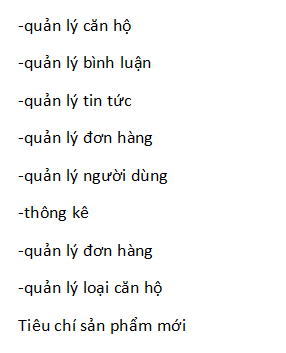 -quản lý căn hộ
-quản lý bình luận
-quản lý tin tức
-quản lý đơn hàng
-quản lý người dùng
-thông kê
-quản lý đơn hàng
-quản lý loại căn hộ
Tiêu chí sản phẩm mới